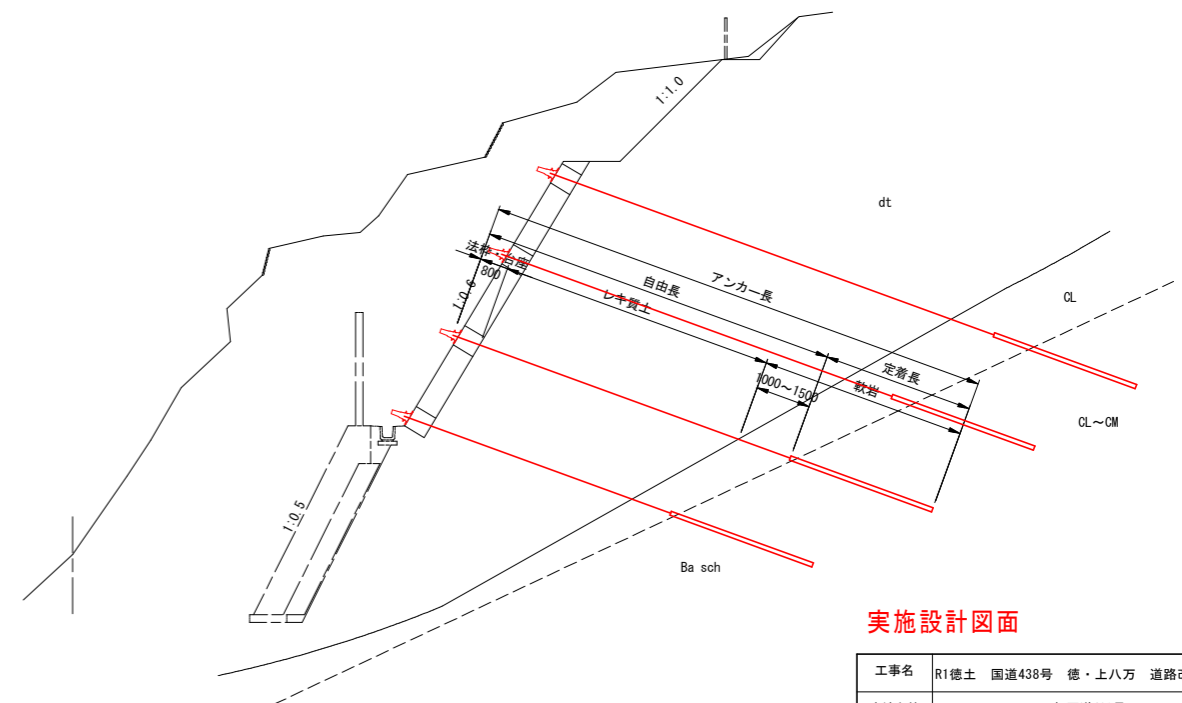 1:1.0
dt
法枠・台座
800
1:0.6
自由長
アンカー長
レキ質土
CL
定着長
軟岩
1000～1500
CL～CM
1:0.5
Ba sch
実施設計図面
工事名
R1徳土 国道438号 徳・上八万 道路